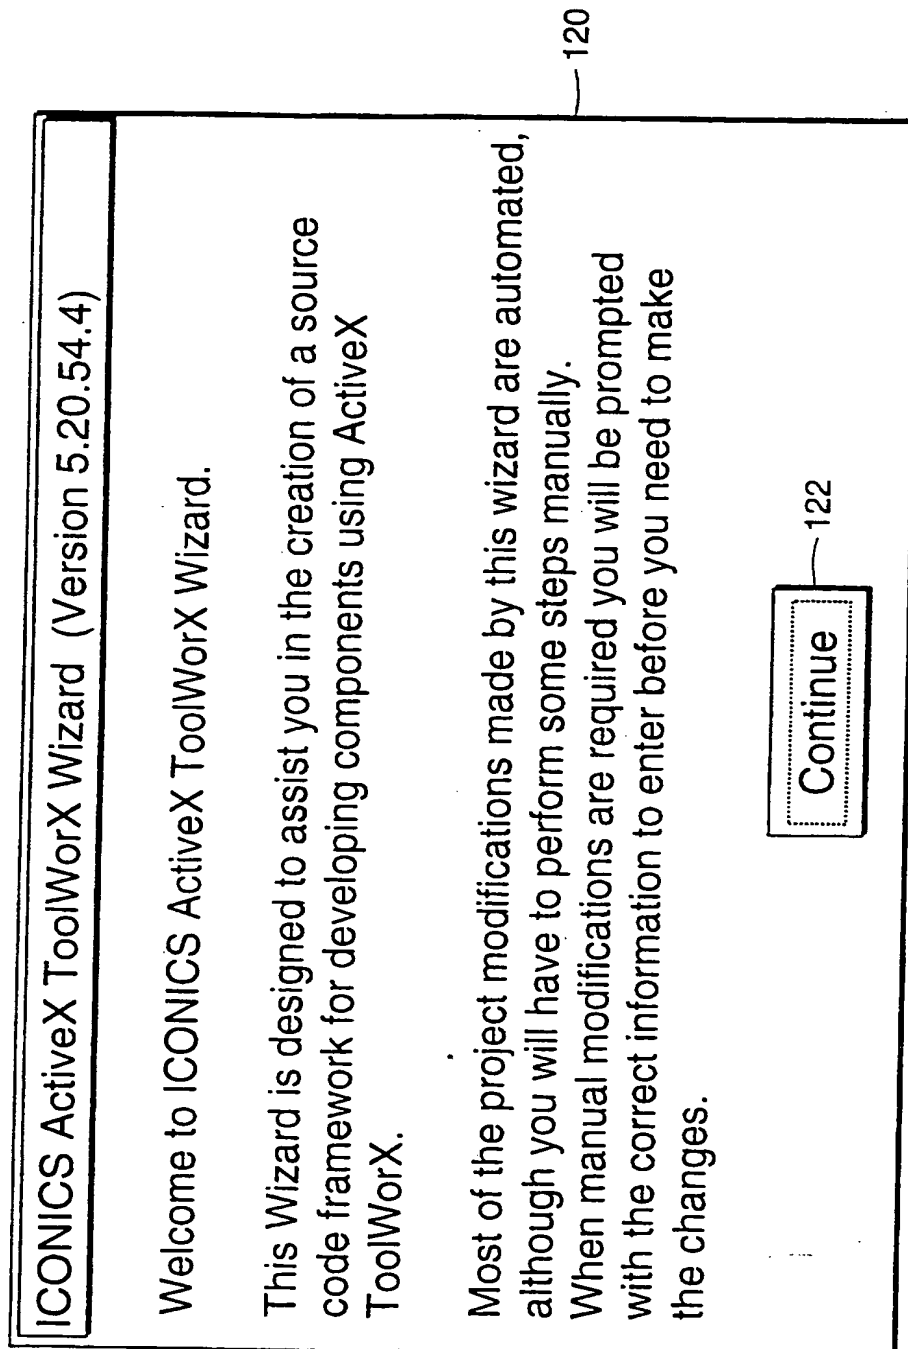 ICONICS ActiveX ToolWorX Wizard (Version 5.20.54.4)
Welcome to ICONICS ActiveX ToolWorX Wizard.
This Wizard is designed to assist you in the creation of a source
code framework for developing components using ActiveX
ToolWorX.
Most of the project modifications made by this wizard are automated,
although you will have to perform some steps manually.
When manual modifications are required you will be prompted
with the correct information to enter before you need to make
the changes.
Continue
122
120